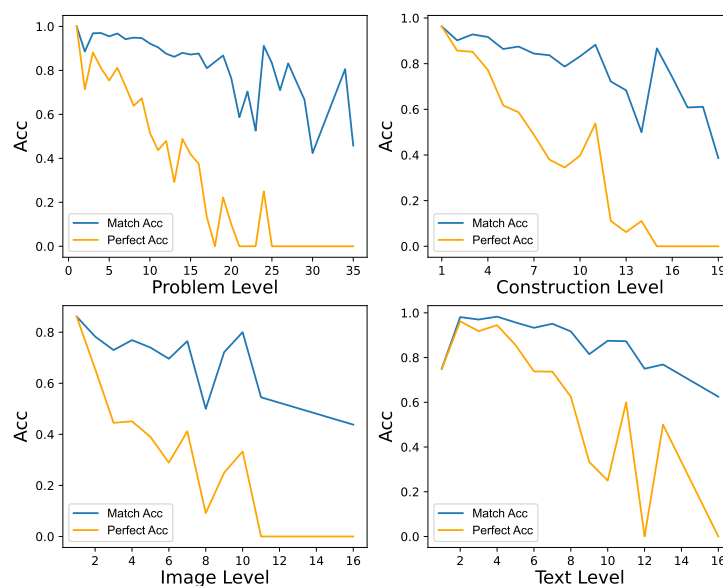 1.0
0.8
0.6
0.4
0.2
0.0
Acc
Match Acc
Perfect Acc
0 5 10 15 20 25 30 35
Problem Level
1.0
0.8
0.6
0.4
0.2
0.0
Acc
Match Acc
Perfect Acc
1 4 7 10 13 16 19
Construction Level
0.8
0.6
0.4
0.2
0.0
Acc
Match Acc
Perfect Acc
2 4 6 8 10 12 14 16
Image Level
1.0
0.8
0.6
0.4
0.2
0.0
Acc
Match Acc
Perfect Acc
2 4 6 8 10 12 14 16
Text Level